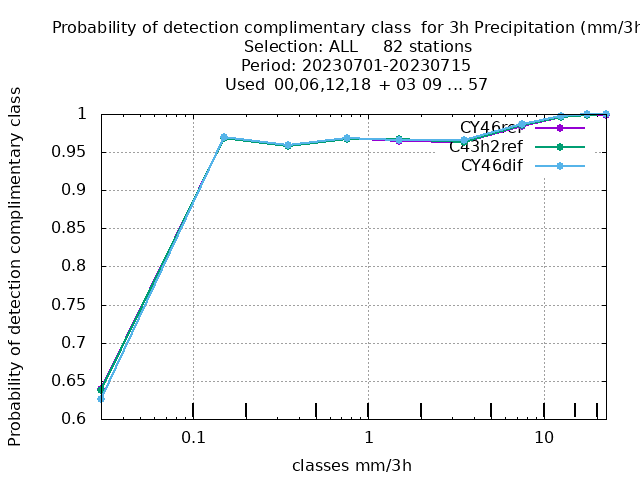 Probability of detection complimentary class for 3h Precipitation (mm/3h
Selection: ALL 82 stations
Period: 20230701-20230715
Used 00,06,12,18 + 03 09 ... 57
Probability of detection complimentary class
1
0.95
0.9
0.85
0.8
0.75
0.7
0.65
0.6
CY46ref
C43h2ref
CY46dif
0.1 1 10
classes mm/3h